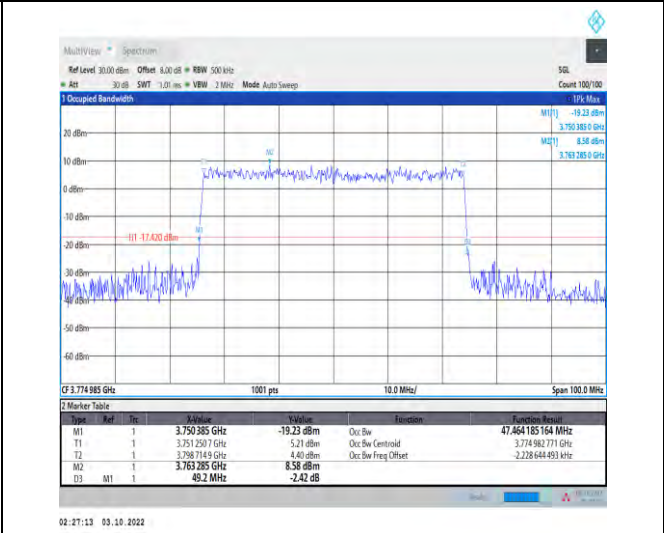 MultiView Spectrum
Ref Level 30.00 dBm Offset 8.00 dB RBW 500 kHz SGL
Att 30 dB SWT 1.01 ms VBW 2 MHz Mode Auto Sweep Count 100/100
1 Occupied Bandwidth 1Pk Max
M1[1] -19.23 dBm
3.750 385 0 GHz
M2[1] 8.58 dBm
3.763 285 0 GHz
20 dBm
10 dBm
M2
0 dBm
-10 dBm
M1
H1 -17.420 dBm
-20 dBm
-30 dBm
-40 dBm
-50 dBm
-60 dBm
CF 3.774 985 GHz 1001 pts 10.0 MHz/ Span 100.0 MHz
2 Marker Table
Type Ref Trc X-Value Y-Value Function Function Result
M1 1 3.750 385 GHz -19.23 dBm Occ Bw 47.464 185 164 MHz
T1 1 3.751 250 7 GHz 5.21 dBm Occ Bw Centroid 3.774 982 771 GHz
T2 1 3.798 714 9 GHz 4.40 dBm Occ Bw Freq Offset -2.228 644 493 kHz
M2 1 3.763 285 GHz 8.58 dBm
D3 M1 1 49.2 MHz -2.42 dB
02:27:13 03.10.2022